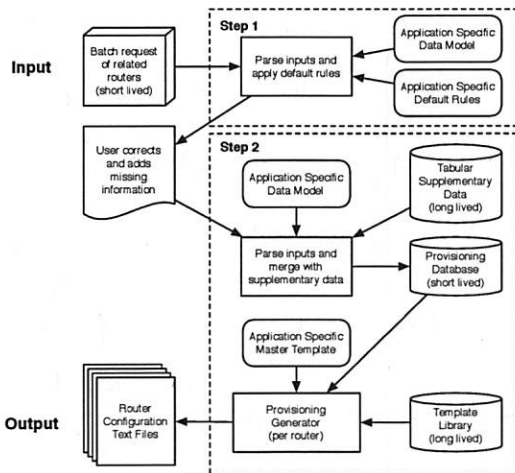 Step 1
Input
Batch request
of related
routers
(short lived)
Parse inputs and
apply default rules
Application Specific
Data Model
Application Specific
Default Rules
User corrects
and adds
missing
information
Step 2
Application Specific
Data Model
Tabular
Supplementary
Data
(long lived)
Parse inputs and
merge with
supplementary data
Provisioning
Database
(short lived)
Application Specific
Master Template
Output
Router
Configuration
Text Files
Provisioning
Generator
(per router)
Template
Library
(long lived)